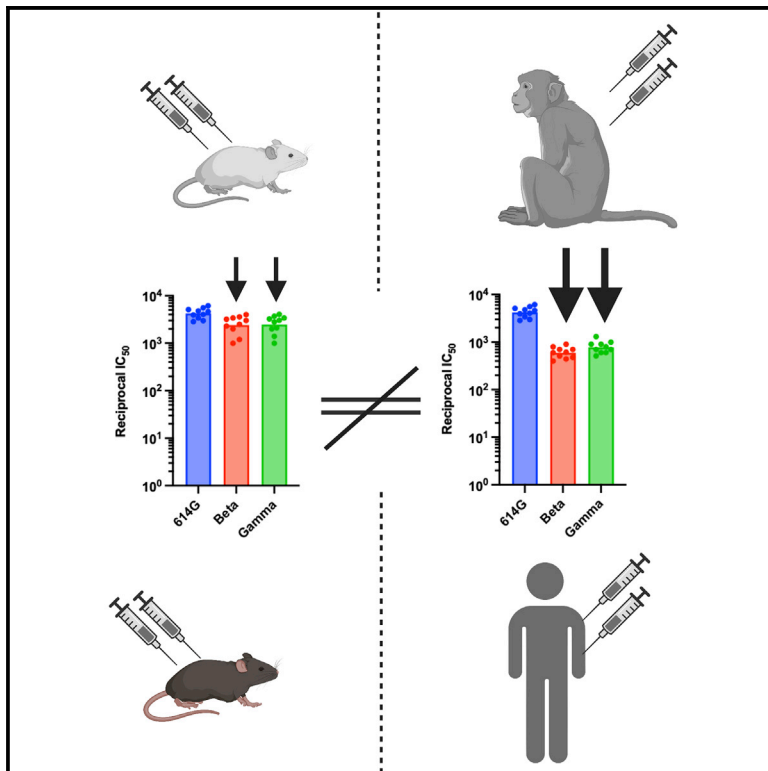 10⁴
10³
10²
10¹
10⁰
Reciprocal IC₅₀
614G
Beta
Gamma
10⁴
10³
10²
10¹
10⁰
Reciprocal IC₅₀
614G
Beta
Gamma